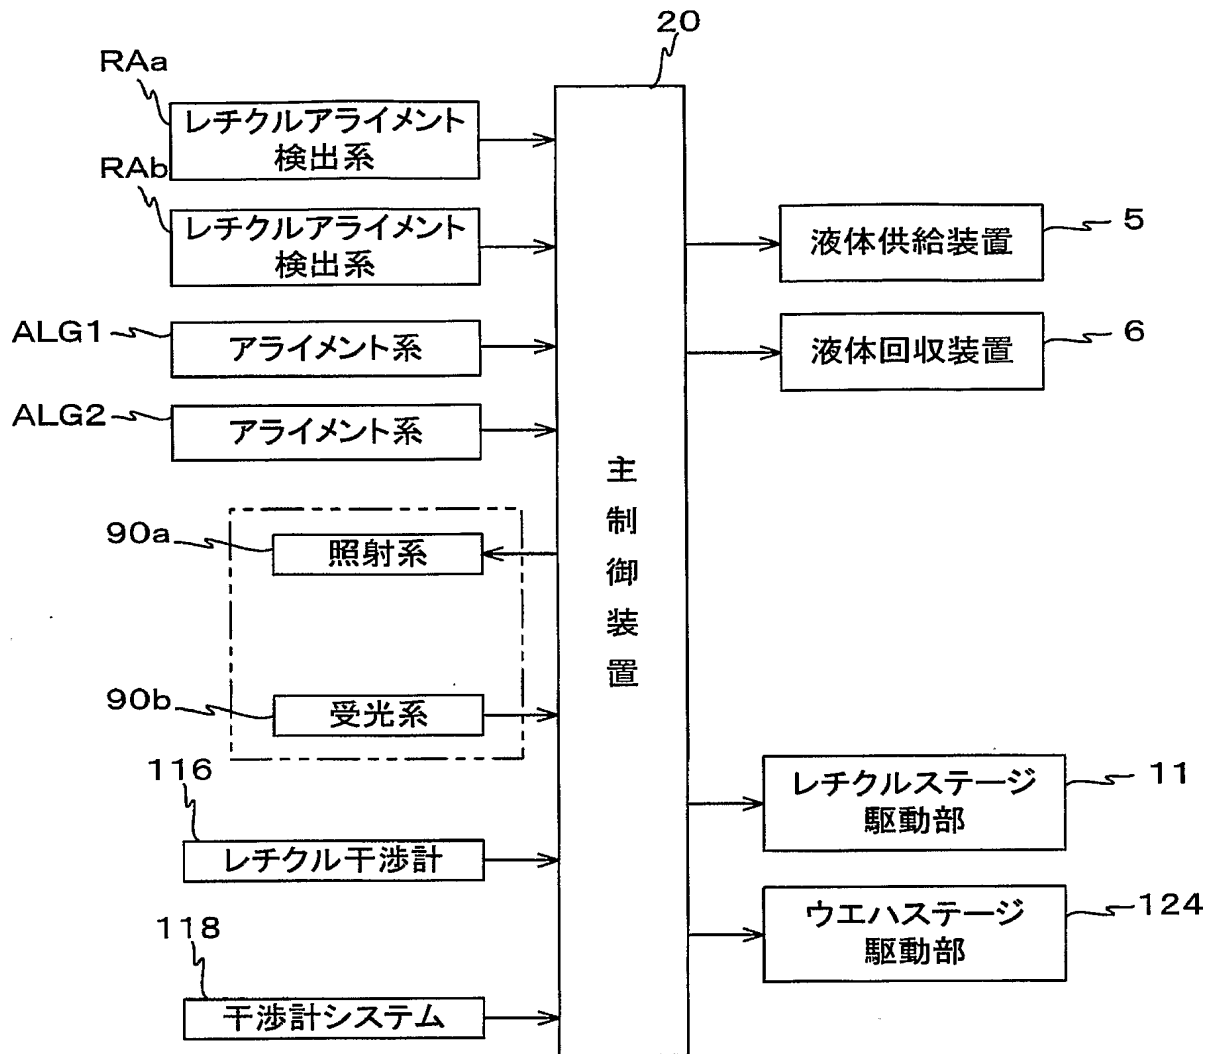 20
RAa
レチクルアライメント
検出系
RAb
レチクルアライメント
検出系
ALG1
アライメント系
ALG2
アライメント系
90a
照射系
90b
受光系
116
レチクル干渉計
118
干渉計システム
主
制
御
装
置
液体供給装置
5
液体回収装置
6
レチクルステージ
駆動部
11
ウエハステージ
駆動部
124